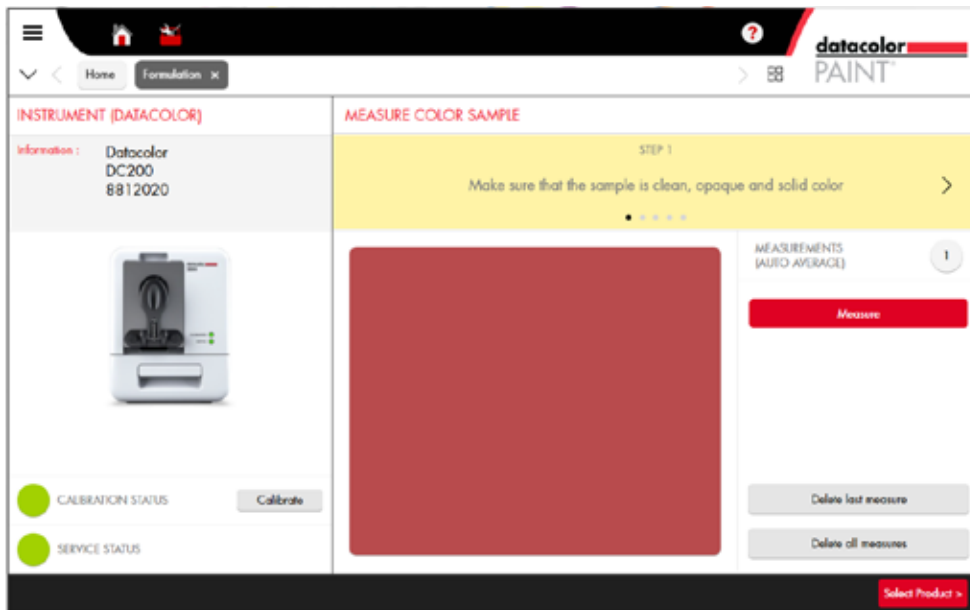 ?
datacolor
PAINT
Home
Formulation ×
INSTRUMENT (DATACOLOR)
Information :
Datacolor
DC200
8812020
CALIBRATION STATUS
Calibrate
SERVICE STATUS
MEASURE COLOR SAMPLE
STEP 1
Make sure that the sample is clean, opaque and solid color
MEASUREMENTS
(AUTO AVERAGE)
1
Measure
Delete last measure
Delete all measures
Select Product >